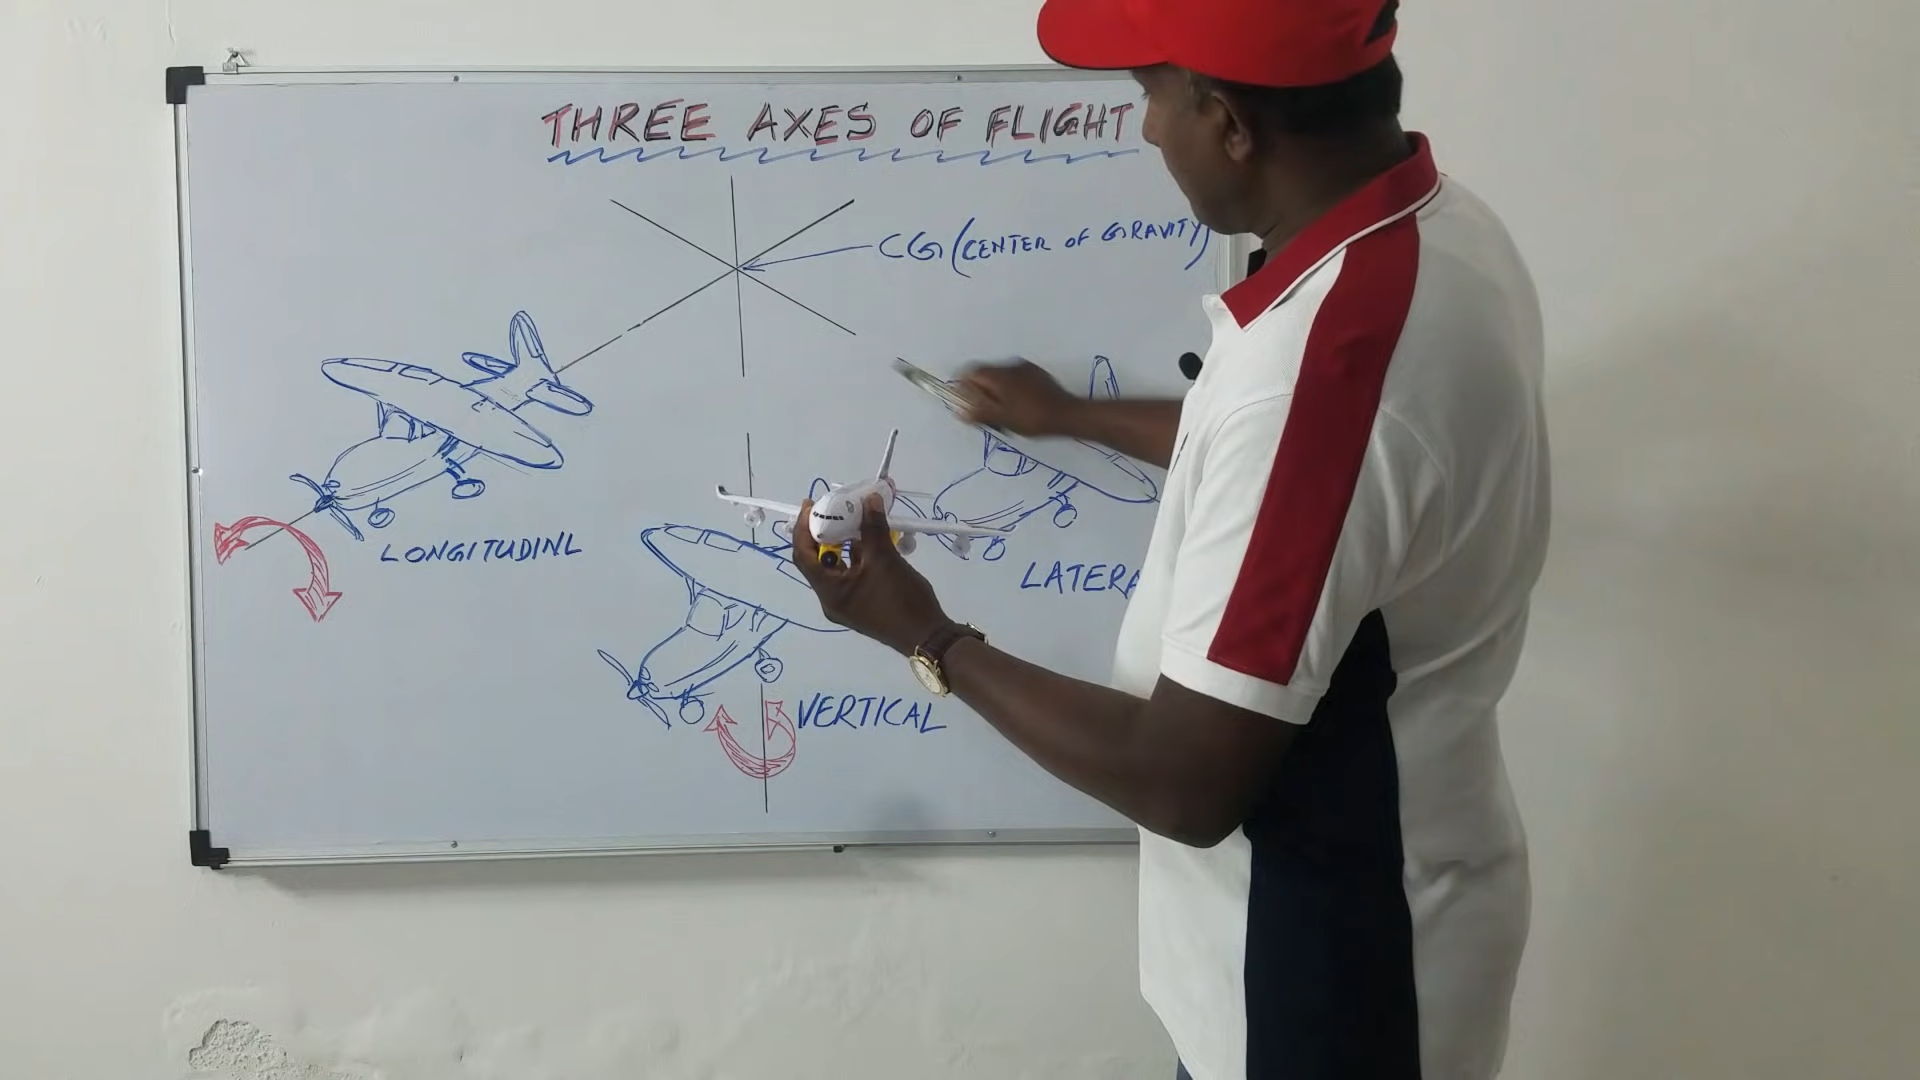 THREE AXES OF FLIGHT
CG (CENTER OF GRAVITY)
LONGITUDINL
LATERA
VERTICAL